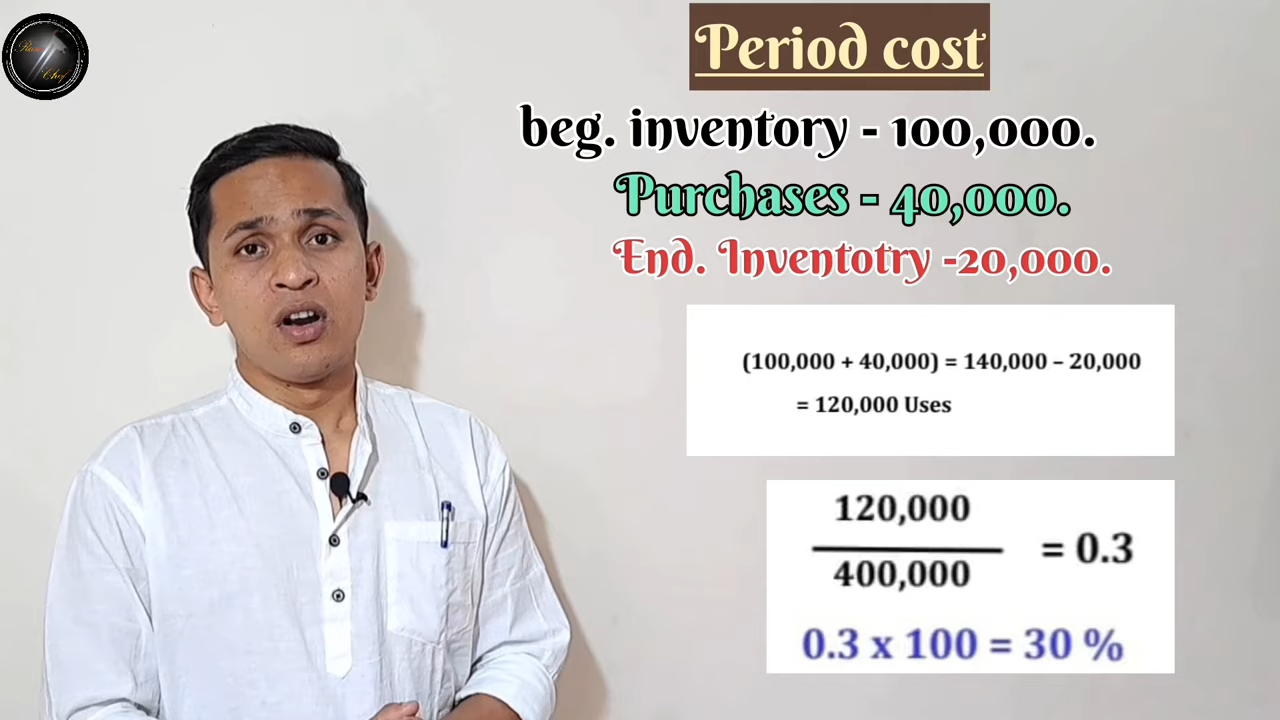 Period cost
beg. inventory - 100,000.
Purchases - 40,000.
End. Inventotry -20,000.
(100,000 + 40,000) = 140,000 – 20,000
= 120,000 Uses
120,000
400,000
= 0.3
0.3 x 100 = 30 %
Chef